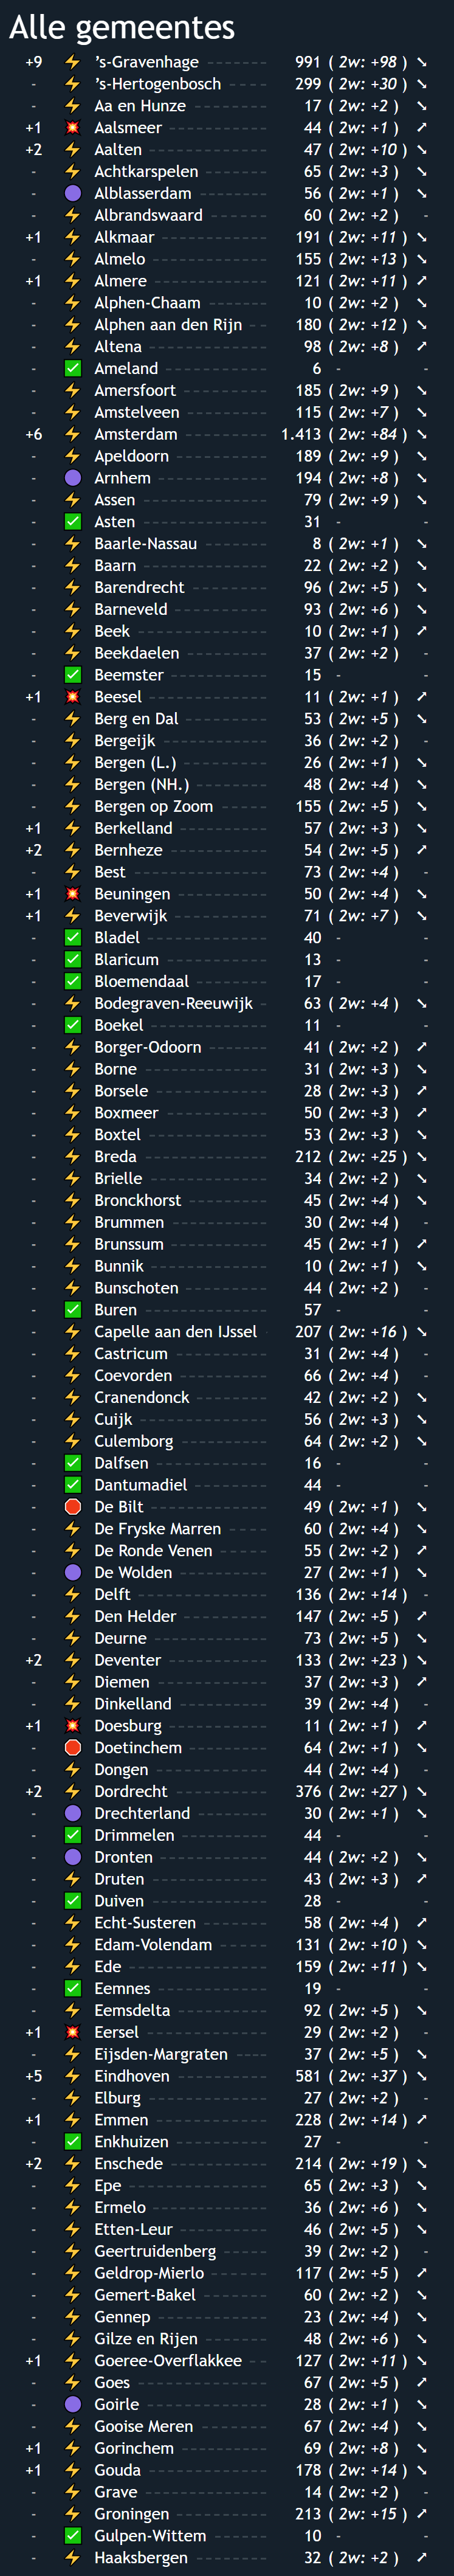 Alle gemeentes
+9 ⚡ ’s-Gravenhage 991 ( 2w: +98 ) ➘
- ⚡ ’s-Hertogenbosch 299 ( 2w: +30 ) ➘
- ⚡ Aa en Hunze 17 ( 2w: +2 ) ➘
+1 💥 Aalsmeer 44 ( 2w: +1 ) ➚
+2 ⚡ Aalten 47 ( 2w: +10 ) ➘
- ⚡ Achtkarspelen 65 ( 2w: +3 ) ➘
- 🟣 Alblasserdam 56 ( 2w: +1 ) ➘
- ⚡ Albrandswaard 60 ( 2w: +2 ) -
+1 ⚡ Alkmaar 191 ( 2w: +11 ) ➘
- ⚡ Almelo 155 ( 2w: +13 ) ➘
+1 ⚡ Almere 121 ( 2w: +11 ) ➚
- ⚡ Alphen-Chaam 10 ( 2w: +2 ) ➘
- ⚡ Alphen aan den Rijn 180 ( 2w: +12 ) ➘
- ⚡ Altena 98 ( 2w: +8 ) ➚
- ✅ Ameland 6 - -
- ⚡ Amersfoort 185 ( 2w: +9 ) ➘
- ⚡ Amstelveen 115 ( 2w: +7 ) ➘
+6 ⚡ Amsterdam 1.413 ( 2w: +84 ) ➘
- ⚡ Apeldoorn 189 ( 2w: +9 ) ➘
- 🟣 Arnhem 194 ( 2w: +8 ) ➘
- ⚡ Assen 79 ( 2w: +9 ) ➘
- ✅ Asten 31 - -
- ⚡ Baarle-Nassau 8 ( 2w: +1 ) ➘
- ⚡ Baarn 22 ( 2w: +2 ) ➘
- ⚡ Barendrecht 96 ( 2w: +5 ) ➘
- ⚡ Barneveld 93 ( 2w: +6 ) ➘
- ⚡ Beek 10 ( 2w: +1 ) ➚
- ⚡ Beekdaelen 37 ( 2w: +2 ) -
- ✅ Beemster 15 - -
+1 💥 Beesel 11 ( 2w: +1 ) ➚
- ⚡ Berg en Dal 53 ( 2w: +5 ) ➘
- ⚡ Bergeijk 36 ( 2w: +2 ) -
- ⚡ Bergen (L.) 26 ( 2w: +1 ) ➘
- ⚡ Bergen (NH.) 48 ( 2w: +4 ) ➘
- ⚡ Bergen op Zoom 155 ( 2w: +5 ) ➘
+1 ⚡ Berkelland 57 ( 2w: +3 ) ➘
+2 ⚡ Bernheze 54 ( 2w: +5 ) ➚
- ⚡ Best 73 ( 2w: +4 ) -
+1 💥 Beuningen 50 ( 2w: +4 ) ➘
+1 ⚡ Beverwijk 71 ( 2w: +7 ) ➘
- ✅ Bladel 40 - -
- ✅ Blaricum 13 - -
- ✅ Bloemendaal 17 - -
- ⚡ Bodegraven-Reeuwijk 63 ( 2w: +4 ) ➘
- ✅ Boekel 11 - -
- ⚡ Borger-Odoorn 41 ( 2w: +2 ) ➚
- ⚡ Borne 31 ( 2w: +3 ) ➘
- ⚡ Borsele 28 ( 2w: +3 ) ➚
- ⚡ Boxmeer 50 ( 2w: +3 ) ➚
- ⚡ Boxtel 53 ( 2w: +3 ) ➘
- ⚡ Breda 212 ( 2w: +25 ) ➘
- ⚡ Brielle 34 ( 2w: +2 ) ➘
- ⚡ Bronckhorst 45 ( 2w: +4 ) ➘
- ⚡ Brummen 30 ( 2w: +4 ) -
- ⚡ Brunssum 45 ( 2w: +1 ) ➚
- ⚡ Bunnik 10 ( 2w: +1 ) ➘
- ⚡ Bunschoten 44 ( 2w: +2 ) -
- ✅ Buren 57 - -
- ⚡ Capelle aan den IJssel 207 ( 2w: +16 ) ➘
- ⚡ Castricum 31 ( 2w: +4 ) -
- ⚡ Coevorden 66 ( 2w: +4 ) -
- ⚡ Cranendonck 42 ( 2w: +2 ) ➘
- ⚡ Cuijk 56 ( 2w: +3 ) ➘
- ⚡ Culemborg 64 ( 2w: +2 ) ➘
- ✅ Dalfsen 16 - -
- ✅ Dantumadiel 44 - -
- 🛑 De Bilt 49 ( 2w: +1 ) ➘
- ⚡ De Fryske Marren 60 ( 2w: +4 ) ➘
- ⚡ De Ronde Venen 55 ( 2w: +2 ) ➚
- 🟣 De Wolden 27 ( 2w: +1 ) ➘
- ⚡ Delft 136 ( 2w: +14 ) -
- ⚡ Den Helder 147 ( 2w: +5 ) ➚
- ⚡ Deurne 73 ( 2w: +5 ) ➘
+2 ⚡ Deventer 133 ( 2w: +23 ) ➘
- ⚡ Diemen 37 ( 2w: +3 ) ➚
- ⚡ Dinkelland 39 ( 2w: +4 ) -
+1 💥 Doesburg 11 ( 2w: +1 ) ➚
- 🛑 Doetinchem 64 ( 2w: +1 ) ➘
- ⚡ Dongen 44 ( 2w: +4 ) -
+2 ⚡ Dordrecht 376 ( 2w: +27 ) ➘
- 🟣 Drechterland 30 ( 2w: +1 ) ➘
- ✅ Drimmelen 44 - -
- 🟣 Dronten 44 ( 2w: +2 ) ➘
- ⚡ Druten 43 ( 2w: +3 ) ➚
- ✅ Duiven 28 - -
- ⚡ Echt-Susteren 58 ( 2w: +4 ) ➚
- ⚡ Edam-Volendam 131 ( 2w: +10 ) ➘
- ⚡ Ede 159 ( 2w: +11 ) ➘
- ✅ Eemnes 19 - -
- ⚡ Eemsdelta 92 ( 2w: +5 ) ➘
+1 💥 Eersel 29 ( 2w: +2 ) -
- ⚡ Eijsden-Margraten 37 ( 2w: +5 ) ➘
+5 ⚡ Eindhoven 581 ( 2w: +37 ) ➘
- ⚡ Elburg 27 ( 2w: +2 ) -
+1 ⚡ Emmen 228 ( 2w: +14 ) ➚
- ✅ Enkhuizen 27 - -
+2 ⚡ Enschede 214 ( 2w: +19 ) ➘
- ⚡ Epe 65 ( 2w: +3 ) ➘
- ⚡ Ermelo 36 ( 2w: +6 ) ➘
- ⚡ Etten-Leur 46 ( 2w: +5 ) ➘
- ⚡ Geertruidenberg 39 ( 2w: +2 ) -
- ⚡ Geldrop-Mierlo 117 ( 2w: +5 ) ➚
- ⚡ Gemert-Bakel 60 ( 2w: +2 ) ➘
- ⚡ Gennep 23 ( 2w: +4 ) ➘
- ⚡ Gilze en Rijen 48 ( 2w: +6 ) ➘
+1 ⚡ Goeree-Overflakkee 127 ( 2w: +11 ) ➘
- ⚡ Goes 67 ( 2w: +5 ) ➚
- 🟣 Goirle 28 ( 2w: +1 ) ➘
- ⚡ Gooise Meren 67 ( 2w: +4 ) ➘
+1 ⚡ Gorinchem 69 ( 2w: +8 ) ➘
+1 ⚡ Gouda 178 ( 2w: +14 ) ➘
- ⚡ Grave 14 ( 2w: +2 ) -
- ⚡ Groningen 213 ( 2w: +15 ) ➚
- ✅ Gulpen-Wittem 10 - -
- ⚡ Haaksbergen 32 ( 2w: +2 ) ➚